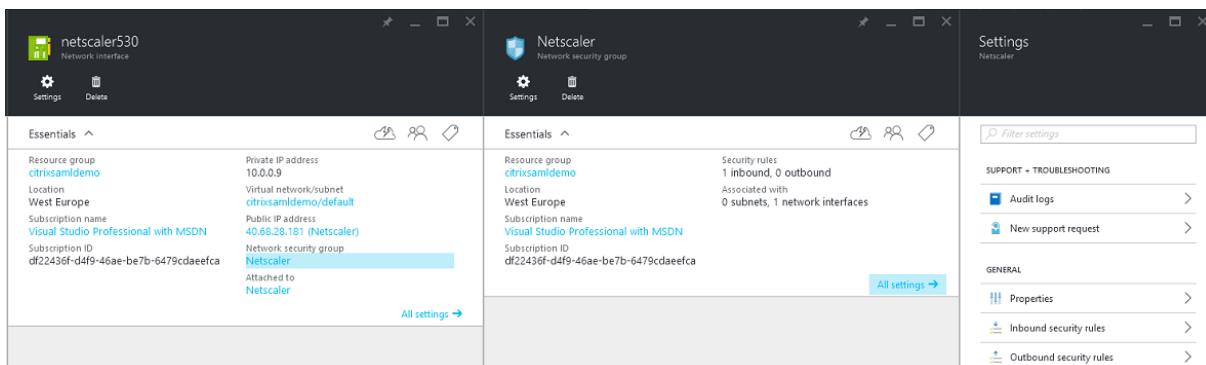 netscaler530
Network interface
Settings
Delete
Essentials
Resource group
citrixsamldemo
Location
West Europe
Subscription name
Visual Studio Professional with MSDN
Subscription ID
df22436f-d4f9-46ae-be7b-6479cdaeefca
Private IP address
10.0.0.9
Virtual network/subnet
citrixsamldemo/default
Public IP address
40.68.28.181 (Netscaler)
Network security group
Netscaler
Attached to
Netscaler
All settings →
Netscaler
Network security group
Settings
Delete
Essentials
Resource group
citrixsamldemo
Location
West Europe
Subscription name
Visual Studio Professional with MSDN
Subscription ID
df22436f-d4f9-46ae-be7b-6479cdaeefca
Security rules
1 inbound, 0 outbound
Associated with
0 subnets, 1 network interfaces
All settings →
Settings
Netscaler
Filter settings
SUPPORT + TROUBLESHOOTING
Audit logs
New support request
GENERAL
Properties
Inbound security rules
Outbound security rules